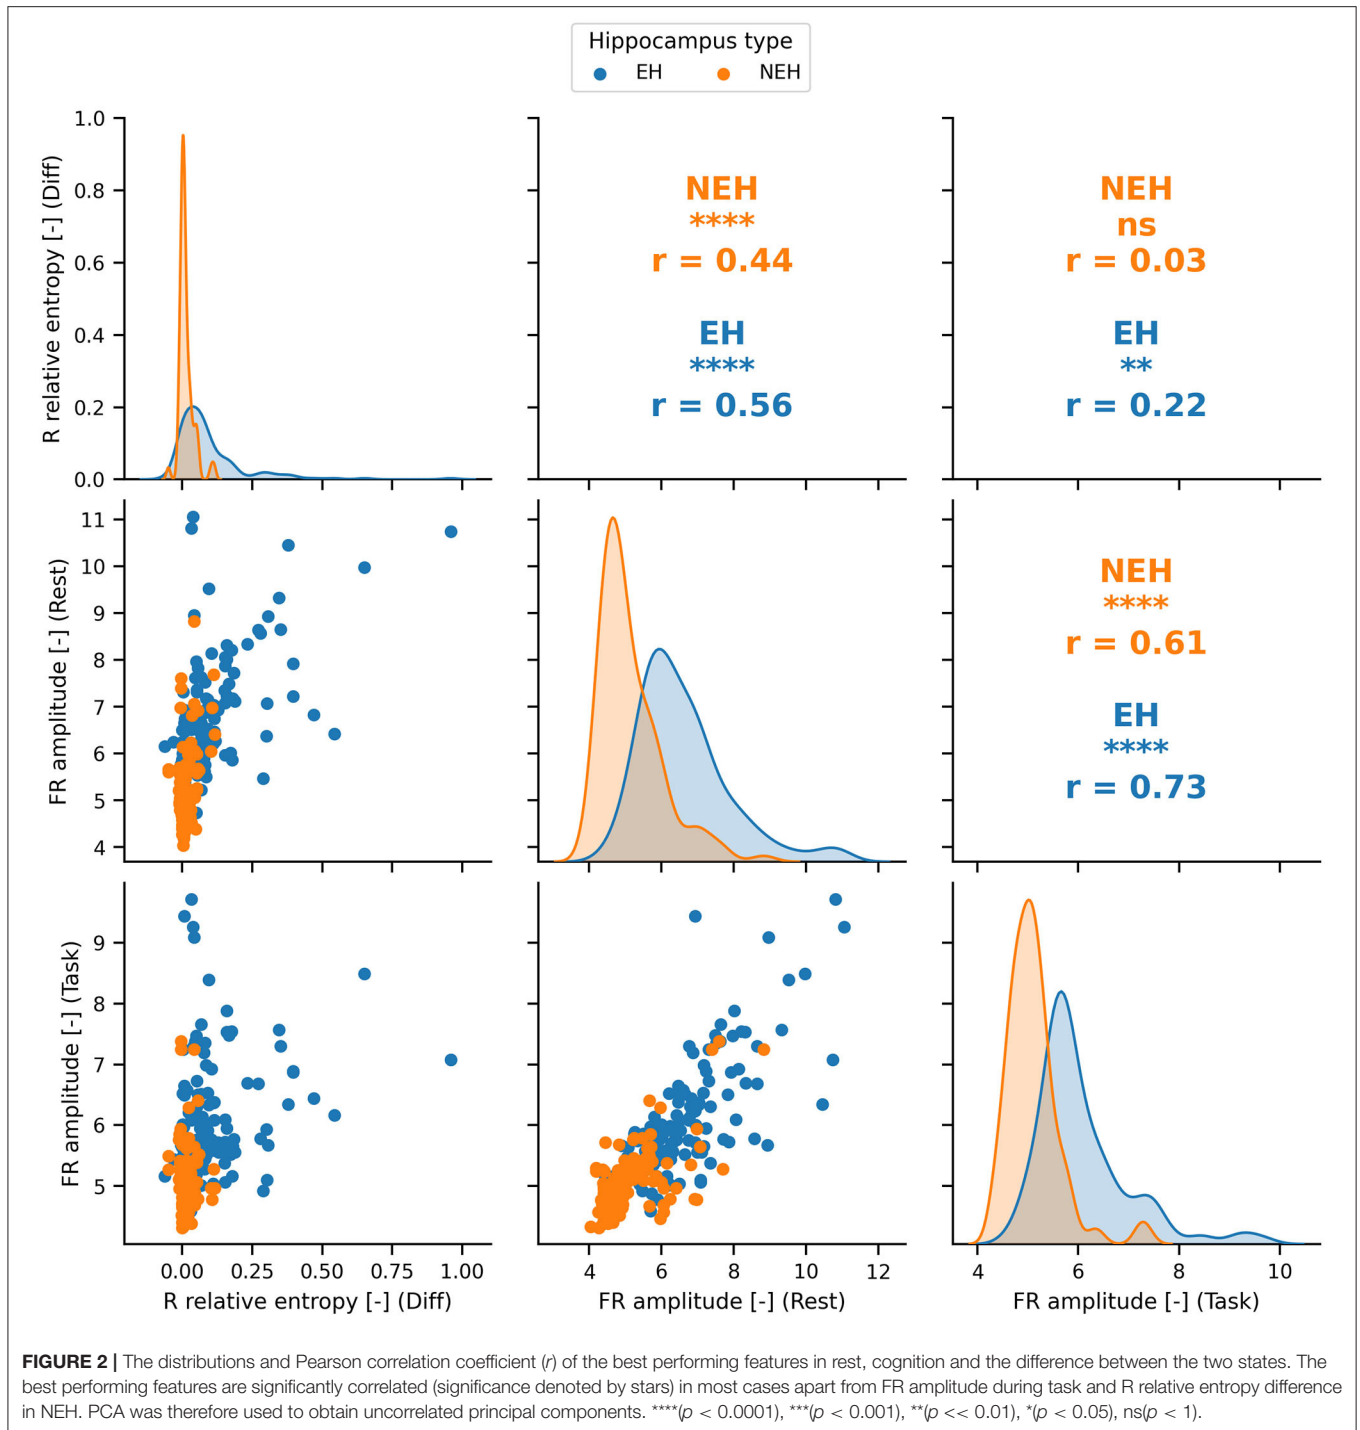 Hippocampus type
EH NEH
R relative entropy [-] (Diff)
1.0
0.8
0.6
0.4
0.2
0.0
NEH
****
r = 0.44
EH
****
r = 0.56
NEH
ns
r = 0.03
EH
**
r = 0.22
FR amplitude [-] (Rest)
11
10
9
8
7
6
5
4
NEH
****
r = 0.61
EH
****
r = 0.73
FR amplitude [-] (Task)
9
8
7
6
5
0.00 0.25 0.50 0.75 1.00
R relative entropy [-] (Diff)
4 6 8 10 12
FR amplitude [-] (Rest)
4 6 8 10
FR amplitude [-] (Task)
FIGURE 2 | The distributions and Pearson correlation coefficient (r) of the best performing features in rest, cognition and the difference between the two states. The
best performing features are significantly correlated (significance denoted by stars) in most cases apart from FR amplitude during task and R relative entropy difference
in NEH. PCA was therefore used to obtain uncorrelated principal components. ****(p < 0.0001), ***(p < 0.001), **(p << 0.01), *(p < 0.05), ns(p < 1).